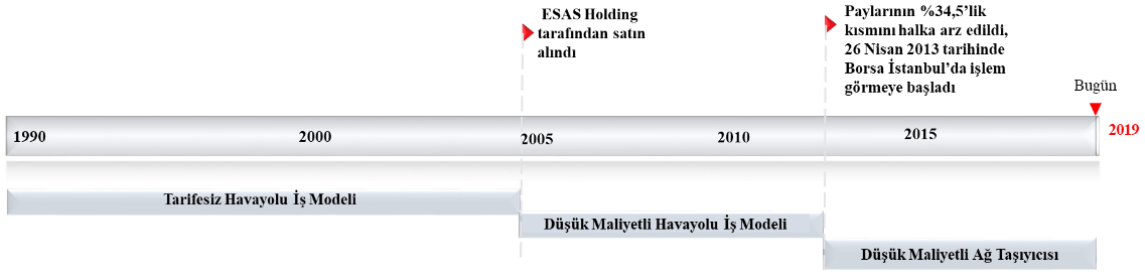 ESAS Holding
tarafından satın
alındı
Paylarının %34,5’lik
kısmını halka arz edildi,
26 Nisan 2013 tarihinde
Borsa İstanbul’da işlem
görmeye başladı
Bugün
1990
2000
2005
2010
2015
2019
Tarifesiz Havayolu İş Modeli
Düşük Maliyetli Havayolu İş Modeli
Düşük Maliyetli Ağ Taşıyıcısı